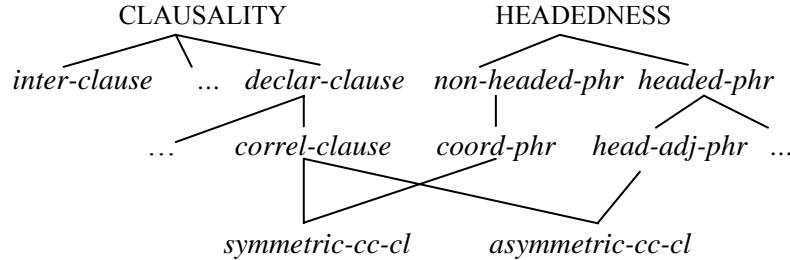 CLAUSALITY HEADEDNESS
inter-clause ... declar-clause non-headed-phr headed-phr
... correl-clause coord-phr head-adj-phr ...
symmetric-cc-cl asymmetric-cc-cl